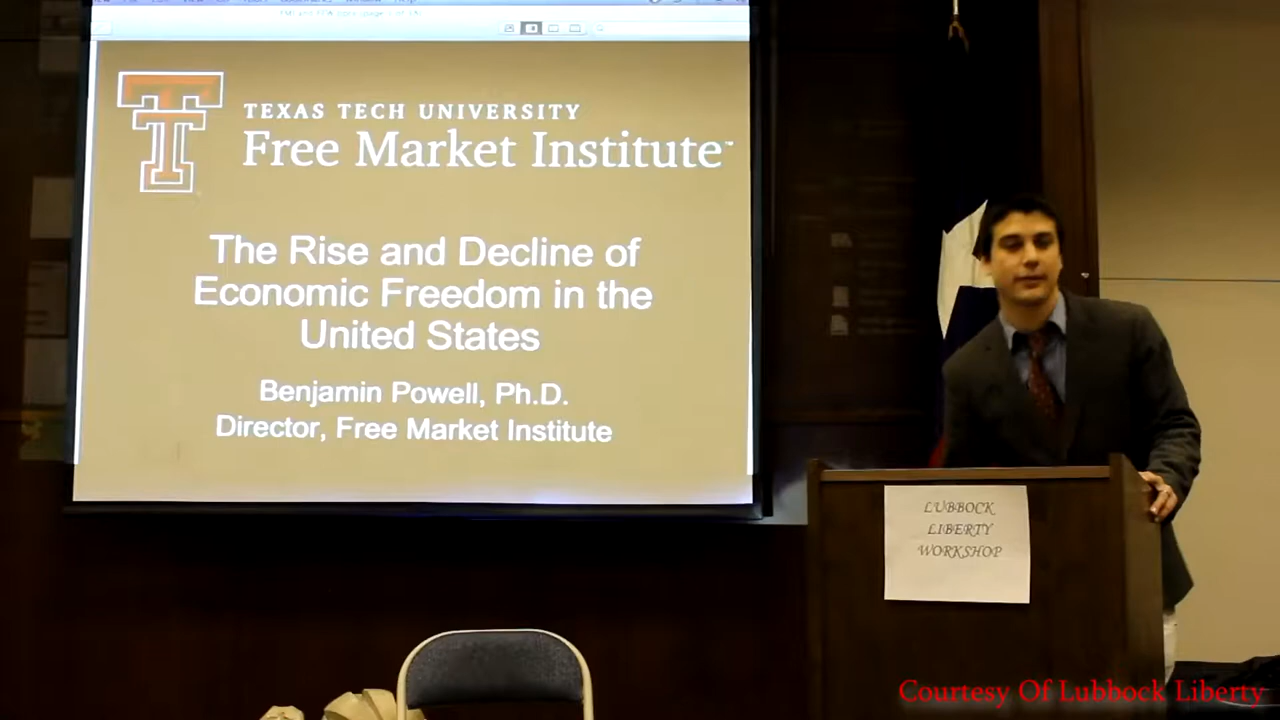 TEXAS TECH UNIVERSITY
Free Market Institute™
The Rise and Decline of
Economic Freedom in the
United States
Benjamin Powell, Ph.D.
Director, Free Market Institute
LUBBOCK
LIBERTY
WORKSHOP
Courtesy Of Lubbock Liberty